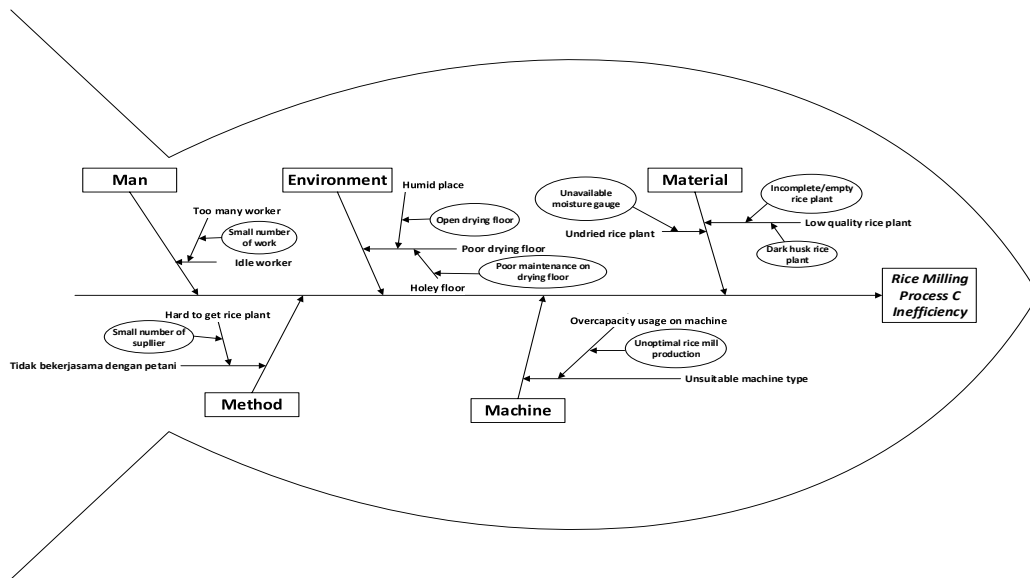 Man
Too many worker
Small number
of work
Idle worker
Environment
Humid place
Open drying floor
Poor drying floor
Poor maintenance on
drying floor
Holey floor
Material
Unavailable
moisture gauge
Undried rice plant
Incomplete/empty
rice plant
Low quality rice plant
Dark husk rice
plant
Rice Milling
Process C
Inefficiency
Hard to get rice plant
Small number of
supllier
Tidak bekerjasama dengan petani
Method
Overcapacity usage on machine
Unoptimal rice mill
production
Unsuitable machine type
Machine